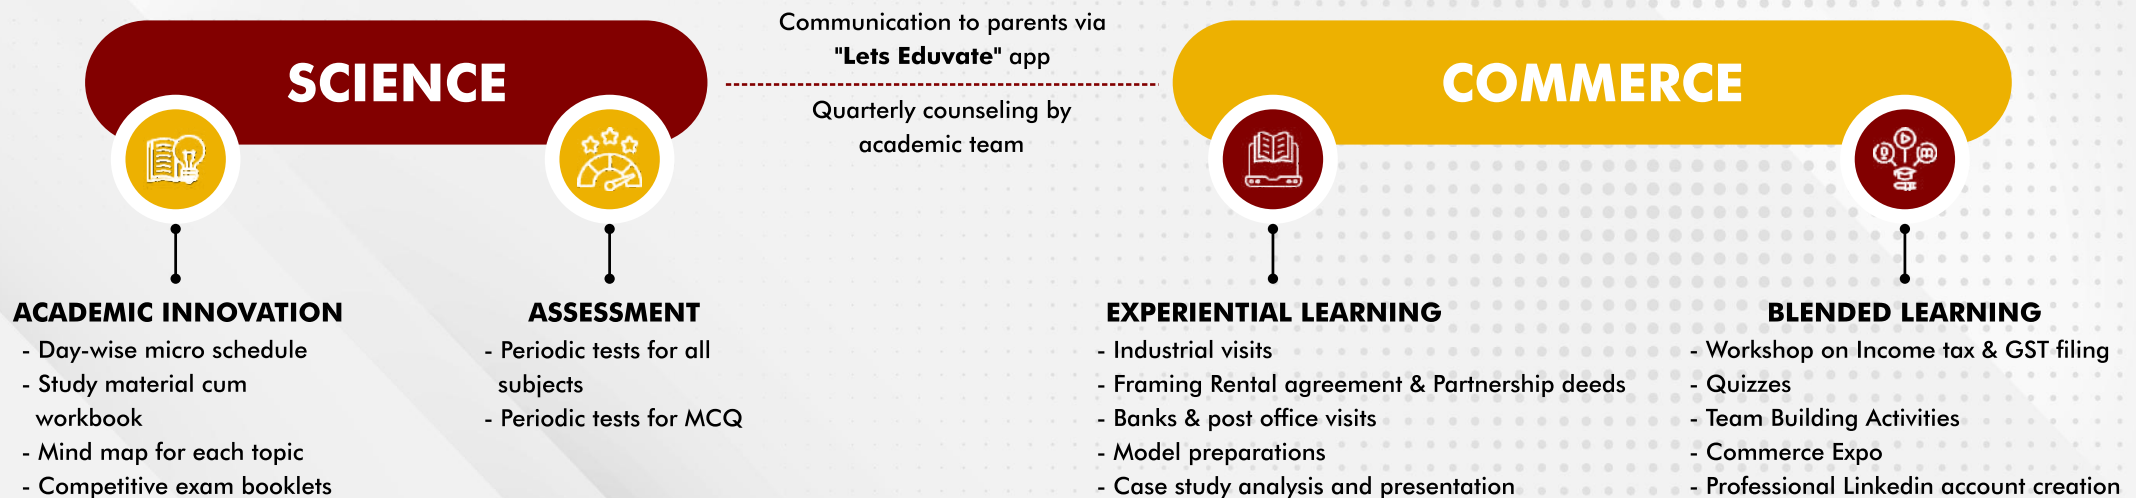 SCIENCE
Communication to parents via
"Lets Eduvate" app
Quarterly counseling by
academic team
COMMERCE
ACADEMIC INNOVATION
- Day-wise micro schedule
- Study material cum
workbook
- Mind map for each topic
- Competitive exam booklets
ASSESSMENT
- Periodic tests for all
subjects
- Periodic tests for MCQ
EXPERIENTIAL LEARNING
- Industrial visits
- Framing Rental agreement & Partnership deeds
- Banks & post office visits
- Model preparations
- Case study analysis and presentation
BLENDED LEARNING
- Workshop on Income tax & GST filing
- Quizzes
- Team Building Activities
- Commerce Expo
- Professional Linkedin account creation